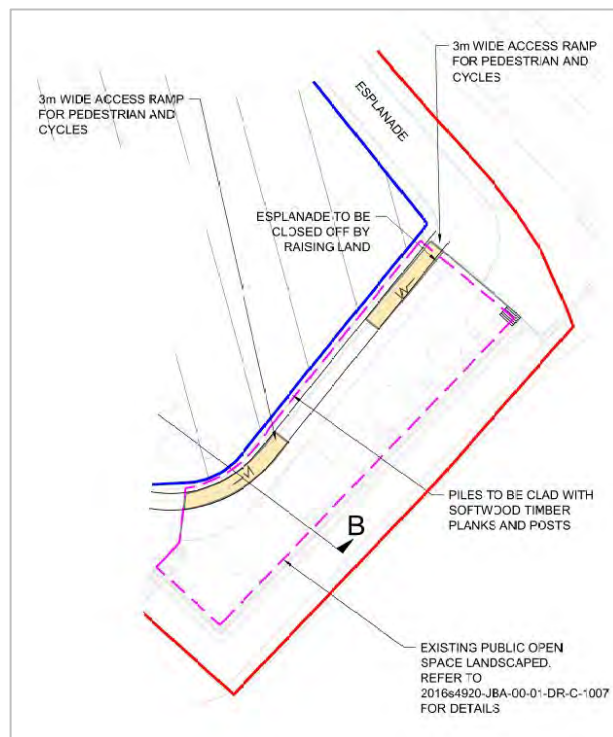 3m WIDE ACCESS RAMP
FOR PEDESTRIAN AND
CYCLES
3m WIDE ACCESS RAMP
FOR PEDESTRIAN AND
CYCLES
ESPLANADE
ESPLANADE TO BE
CLOSED OFF BY
RAISING LAND
PILES TO BE CLAD WITH
SOFTWOOD TIMBER
PLANKS AND POSTS
B
EXISTING PUBLIC OPEN
SPACE LANDSCAPED.
REFER TO
2016s4920-JBA-00-01-DR-C-1007
FOR DETAILS